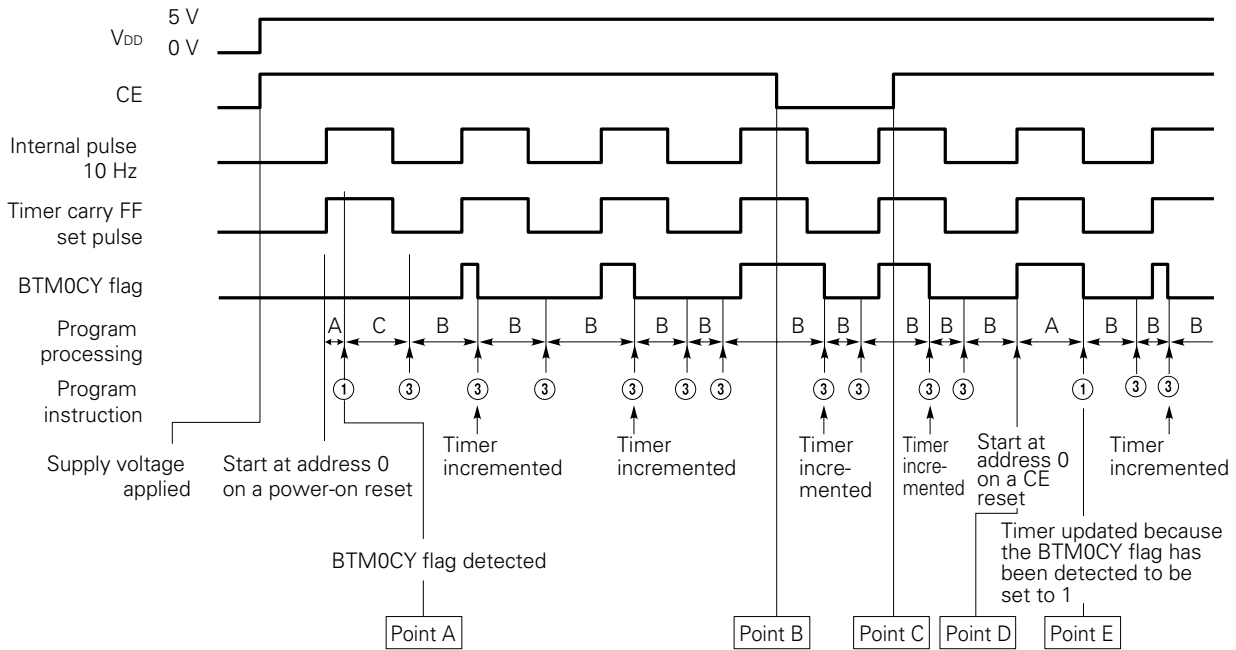 5 V
VDD
0 V
CE
Internal pulse
10 Hz
Timer carry FF
set pulse
BTM0CY flag
Program
processing
A C B B B B B B B B B B A B B B
Program
instruction
① ③ ③ ③ ③ ③ ③ ③ ③ ③ ③ ① ③ ③
Supply voltage
applied
Start at address 0
on a power-on reset
Timer
incremented
Timer
incremented
Timer
incre-
mented
Timer
incre-
mented
Start at
address 0
on a CE
reset
Timer
incremented
BTM0CY flag detected
Timer updated because
the BTM0CY flag has
been detected to be
set to 1
Point A
Point B
Point C
Point D
Point E